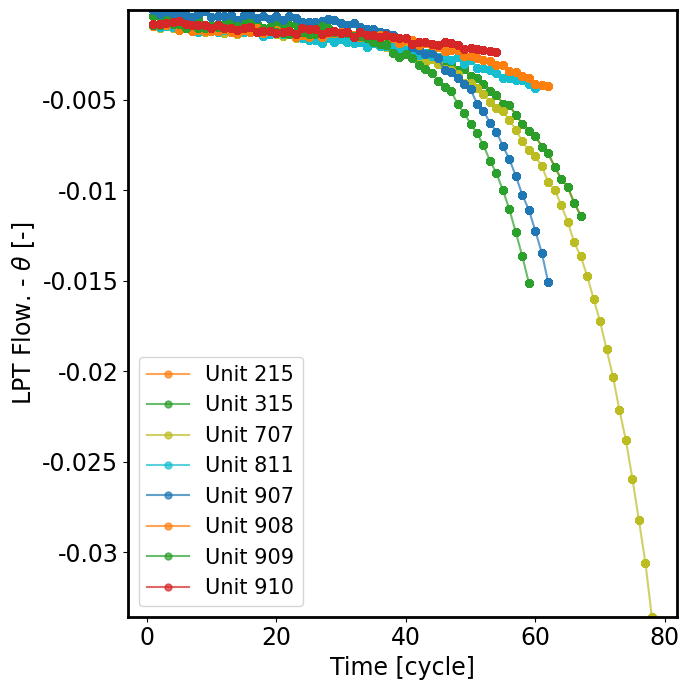 LPT Flow. - θ [-]
-0.005
-0.01
-0.015
-0.02
-0.025
-0.03
Unit 215
Unit 315
Unit 707
Unit 811
Unit 907
Unit 908
Unit 909
Unit 910
0 20 40 60 80
Time [cycle]